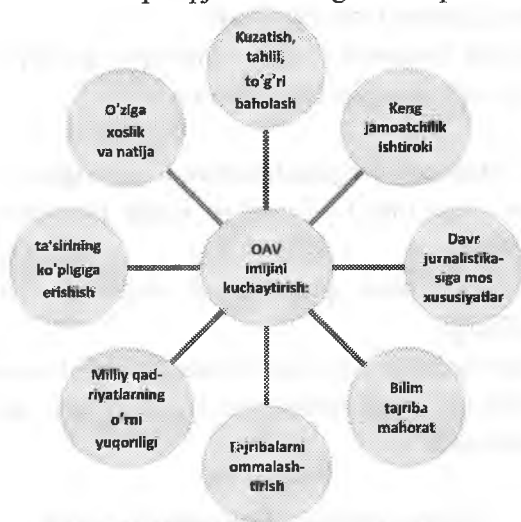 Kuzatish,
tahlil,
to'g'ri
baholash
O'ziga
xoslik
va natija
Keng
jamoatchilik
ishtiroki
ta'sirining
ko'pligiga
erishish
OAV
imijini
kuchaytirish:
Davr
jurnalistika-
siga mos
xususiyatlar
Milliy qad-
riyatlarning
o'rni
yuqoriligi
Bilim
tajriba
mahorat
Tajribalarni
ommalash-
tirish